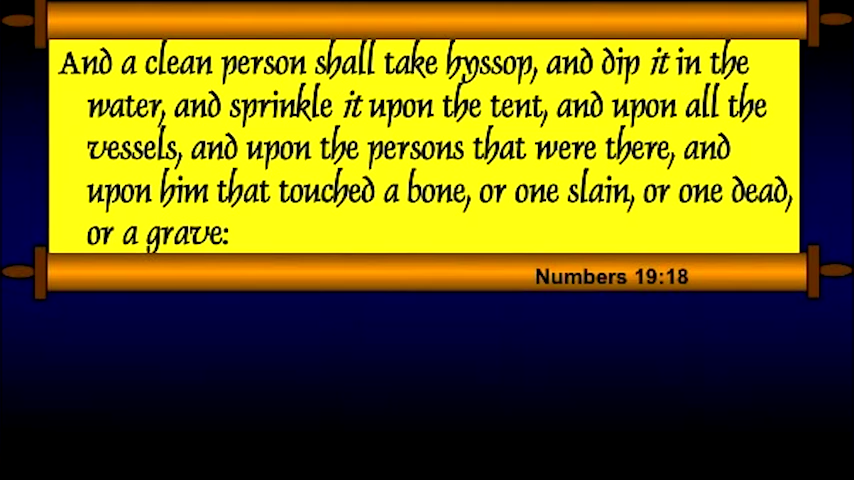 And a clean person shall take hyssop, and dip it in the
water, and sprinkle it upon the tent, and upon all the
vessels, and upon the persons that were there, and
upon him that touched a bone, or one slain, or one dead,
or a grave:
Numbers 19:18